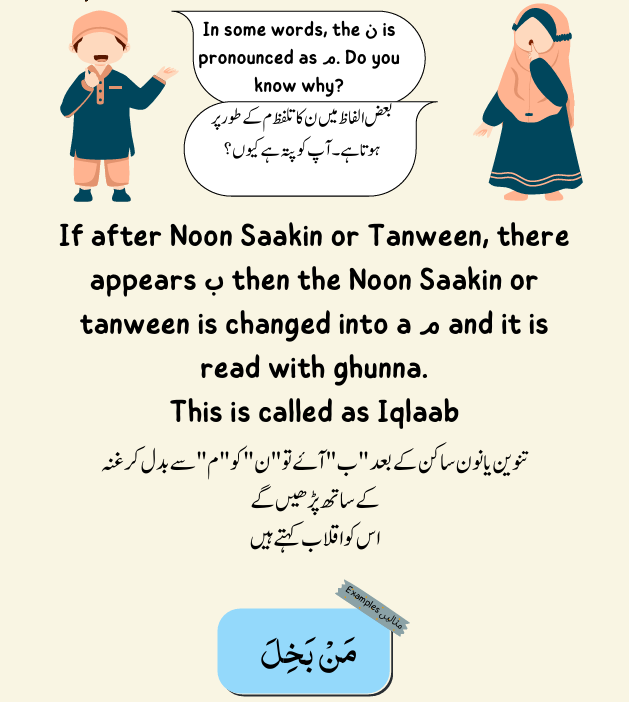 In some words, the ن is
pronounced as م. Do you
know why?
بعض الفاظ میں ن کا تلفظ م کے طور پر
ہوتا ہے۔ آپ کو پتہ ہے کیوں؟
If after Noon Saakin or Tanween, there
appears ب then the Noon Saakin or
tanween is changed into a م and it is
read with ghunna.
This is called as Iqlaab
تنوین یا نون ساکن کے بعد "ب" آئے تو "ن" کو "م" سے بدل کر غنہ
کے ساتھ پڑھیں گے
اس کو اقلاب کہتے ہیں
Examples مثالیں
مَنْ بَخِلَ